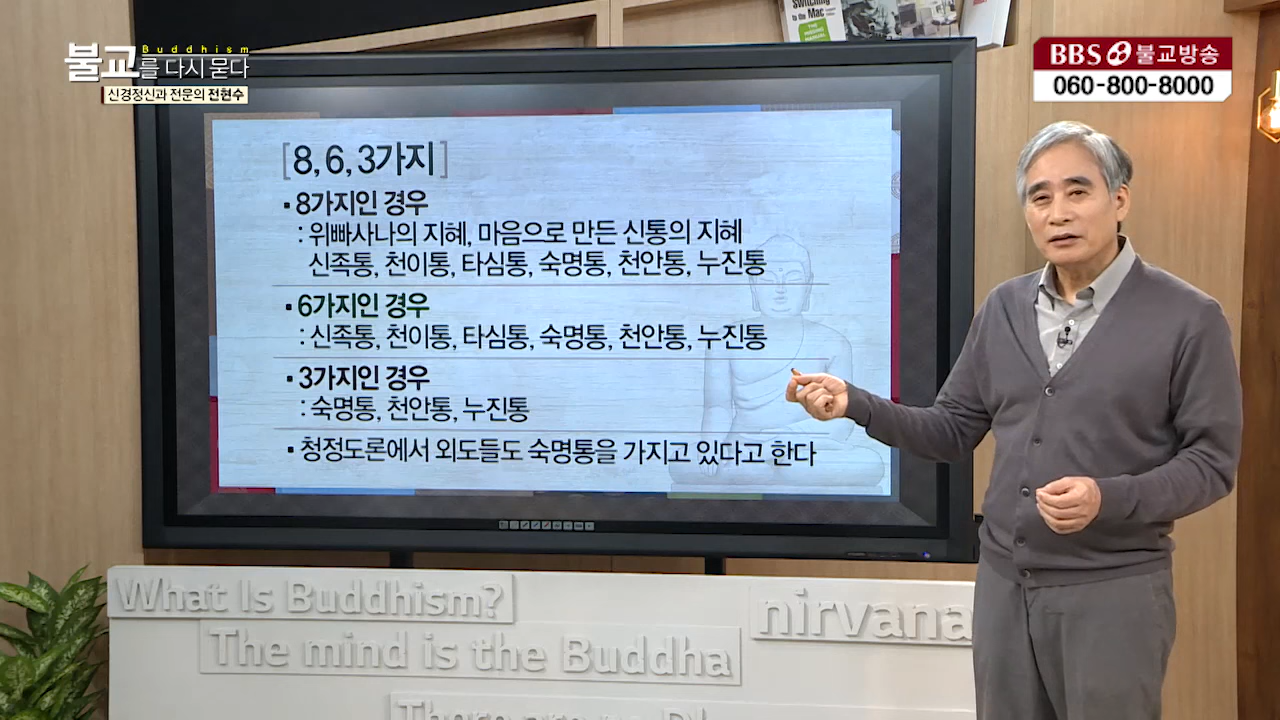 Buddhism
불교를 다시 묻다
신경정신과 전문의 전현수
Switching
to the Mac
BBS 불교방송
060-800-8000
[8, 6, 3가지]
▪ 8가지인 경우
: 위빠사나의 지혜, 마음으로 만든 신통의 지혜
신족통, 천이통, 타심통, 숙명통, 천안통, 누진통
▪ 6가지인 경우
: 신족통, 천이통, 타심통, 숙명통, 천안통, 누진통
▪ 3가지인 경우
: 숙명통, 천안통, 누진통
▪ 청정도론에서 외도들도 숙명통을 가지고 있다고 한다
What Is Buddhism?
nirvana
The mind is the Buddha